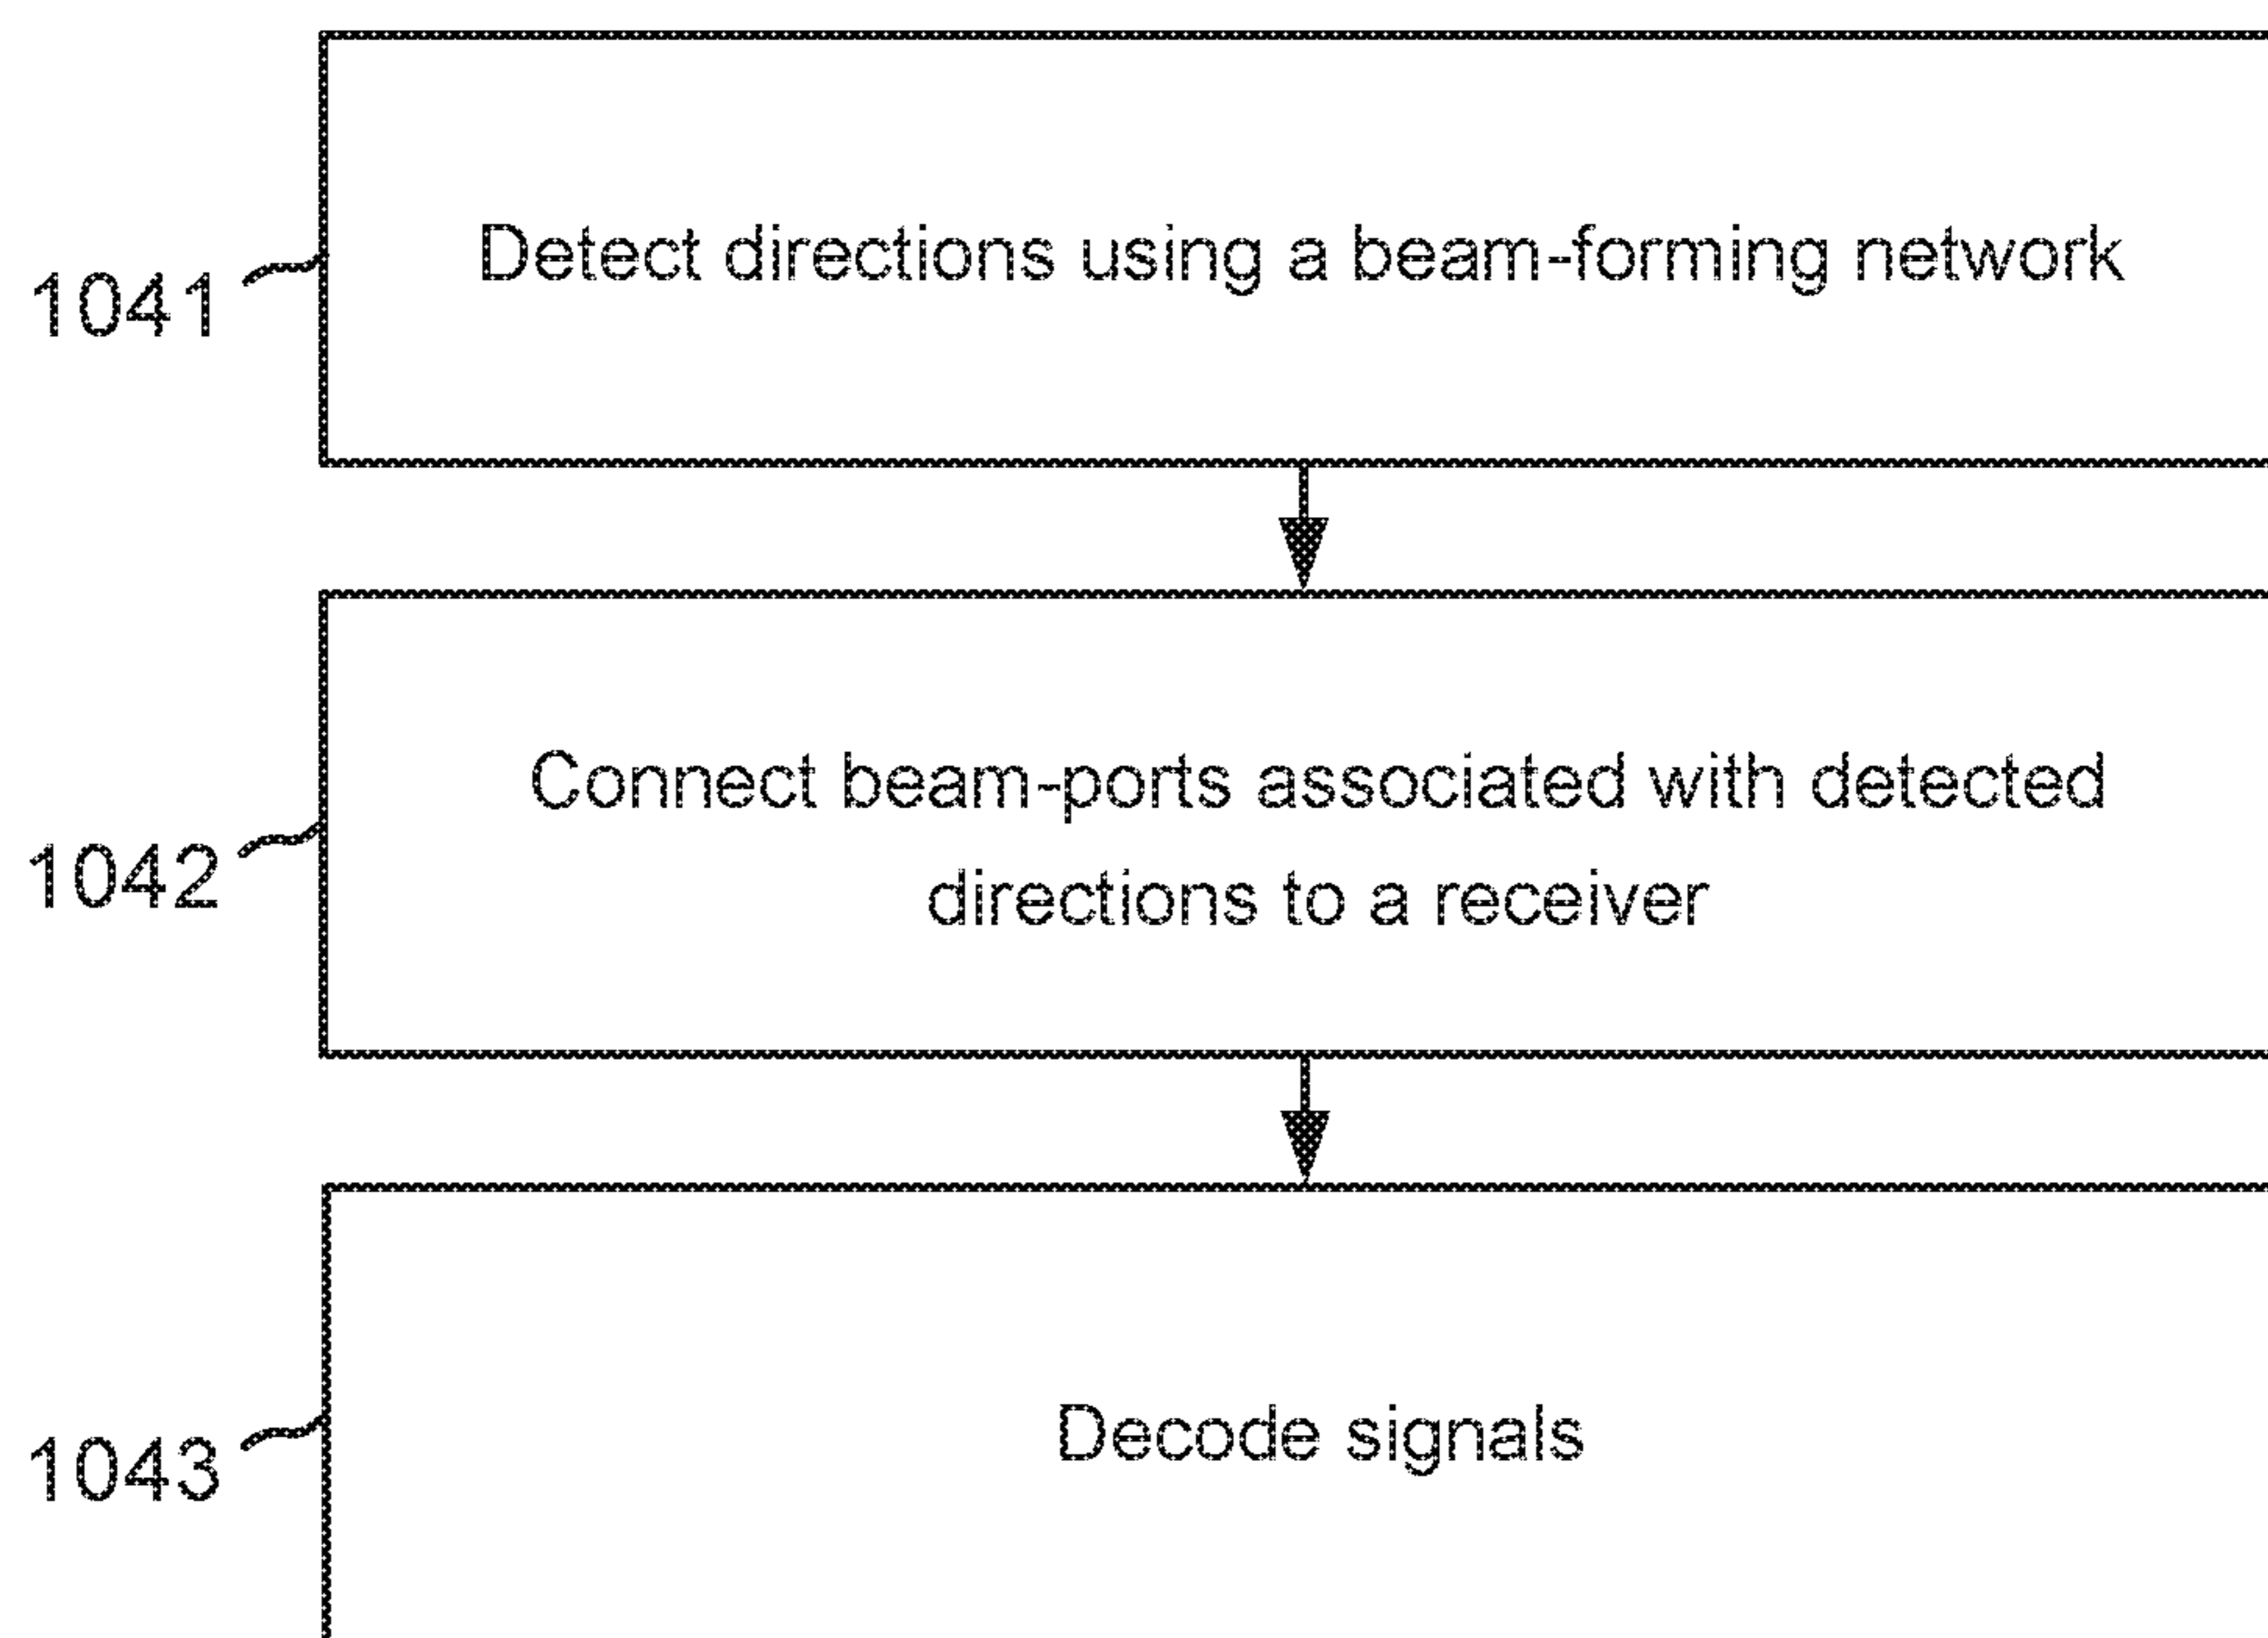 Detect directions using a beam-forming network
1041
Connect beam-ports associated with detected
directions to a receiver
1042
Decode signals
1043